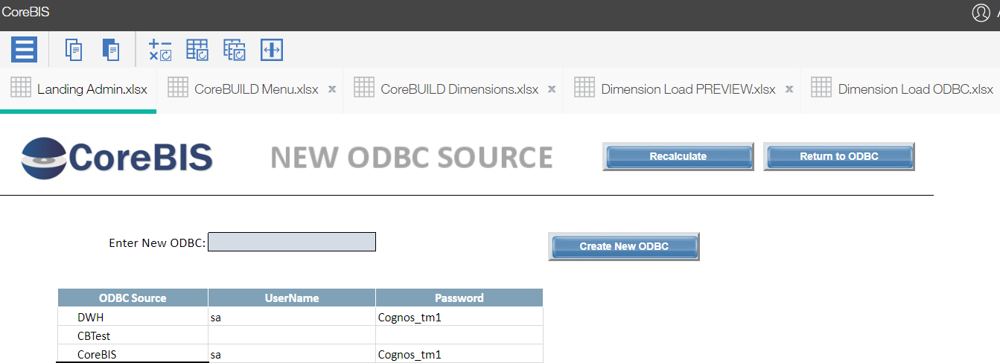 CoreBIS
Landing Admin.xlsx CoreBUILD Menu.xlsx × CoreBUILD Dimensions.xlsx × Dimension Load PREVIEW.xlsx × Dimension Load ODBC.xlsx
CoreBIS NEW ODBC SOURCE Recalculate Return to ODBC
Enter New ODBC: Create New ODBC
ODBC Source UserName Password
DWH sa Cognos_tm1
CBTest
CoreBIS sa Cognos_tm1